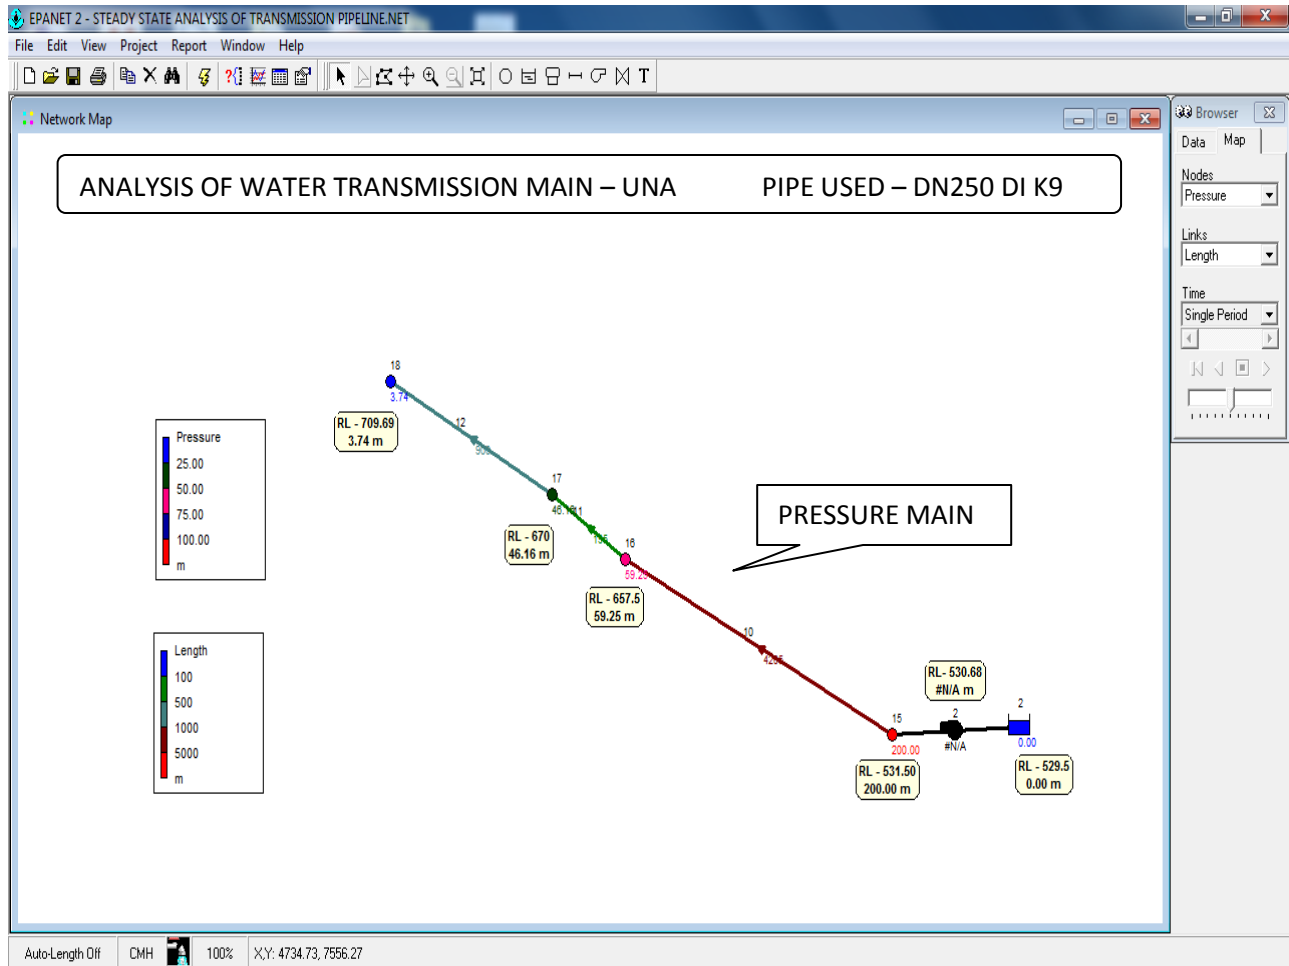 EPANET 2 - STEADY STATE ANALYSIS OF TRANSMISSION PIPELINE.NET
File Edit View Project Report Window Help
T
Network Map
Browser
Data Map
Nodes
Pressure
Links
Length
Time
Single Period
ANALYSIS OF WATER TRANSMISSION MAIN – UNA PIPE USED – DN250 DI K9
18
3.74
RL - 709.69
3.74 m
12
17
RL - 670
46.16 m
11
16
59.25
RL - 657.5
59.25 m
PRESSURE MAIN
10
15
200.00
RL - 531.50
200.00 m
RL- 530.68
#N/A m
2
#N/A
2
0.00
RL - 529.5
0.00 m
Pressure
25.00
50.00
75.00
100.00
m
Length
100
500
1000
5000
m
Auto-Length Off CMH 100% X,Y: 4734.73, 7556.27